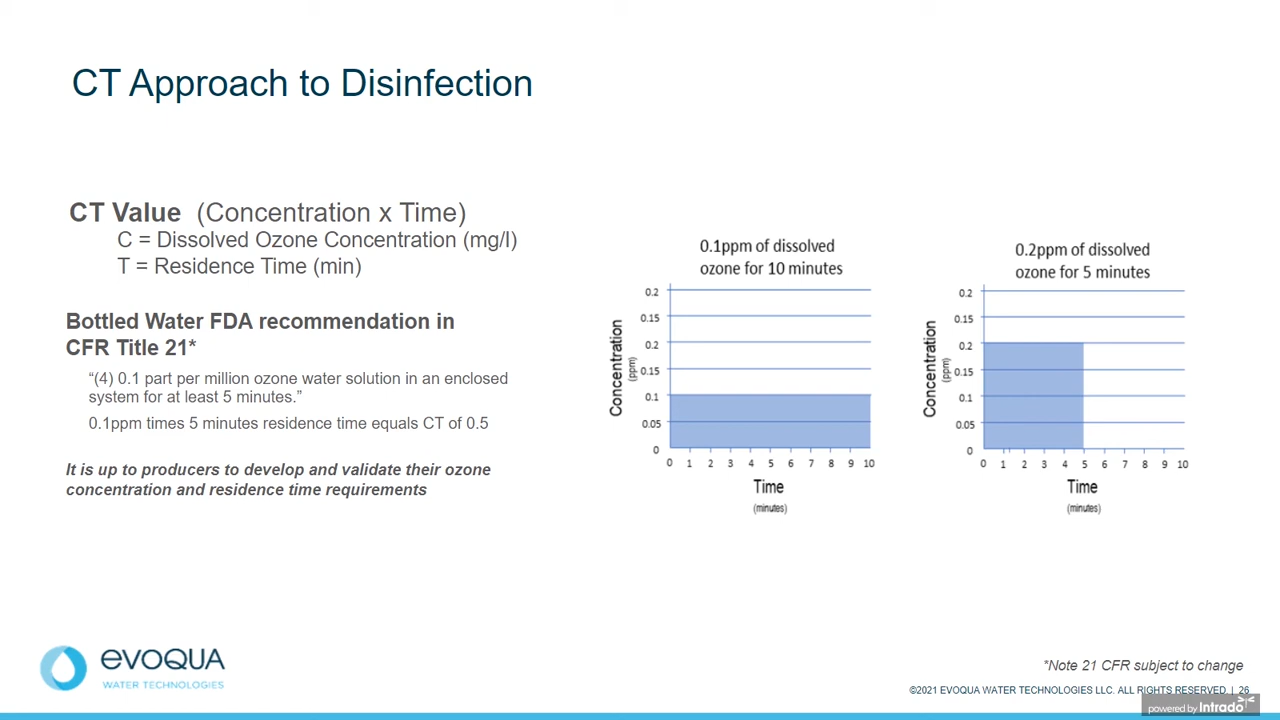 CT Approach to Disinfection
CT Value (Concentration x Time)
C = Dissolved Ozone Concentration (mg/l)
T = Residence Time (min)
Bottled Water FDA recommendation in
CFR Title 21*
“(4) 0.1 part per million ozone water solution in an enclosed
system for at least 5 minutes.”
0.1ppm times 5 minutes residence time equals CT of 0.5
It is up to producers to develop and validate their ozone
concentration and residence time requirements
0.1ppm of dissolved
ozone for 10 minutes
0.2
0.15
0.2
0.15
0.1
0.05
0
Concentration
(ppm)
0 1 2 3 4 5 6 7 8 9 10
Time
(minutes)
0.2ppm of dissolved
ozone for 5 minutes
0.2
0.15
0.2
0.15
0.1
0.05
0
Concentration
(ppm)
0 1 2 3 4 5 6 7 8 9 10
Time
(minutes)
evoqua
WATER TECHNOLOGIES
*Note 21 CFR subject to change
©2021 EVOQUA WATER TECHNOLOGIES LLC. ALL RIGHTS RESERVED | 26
powered by Intrado